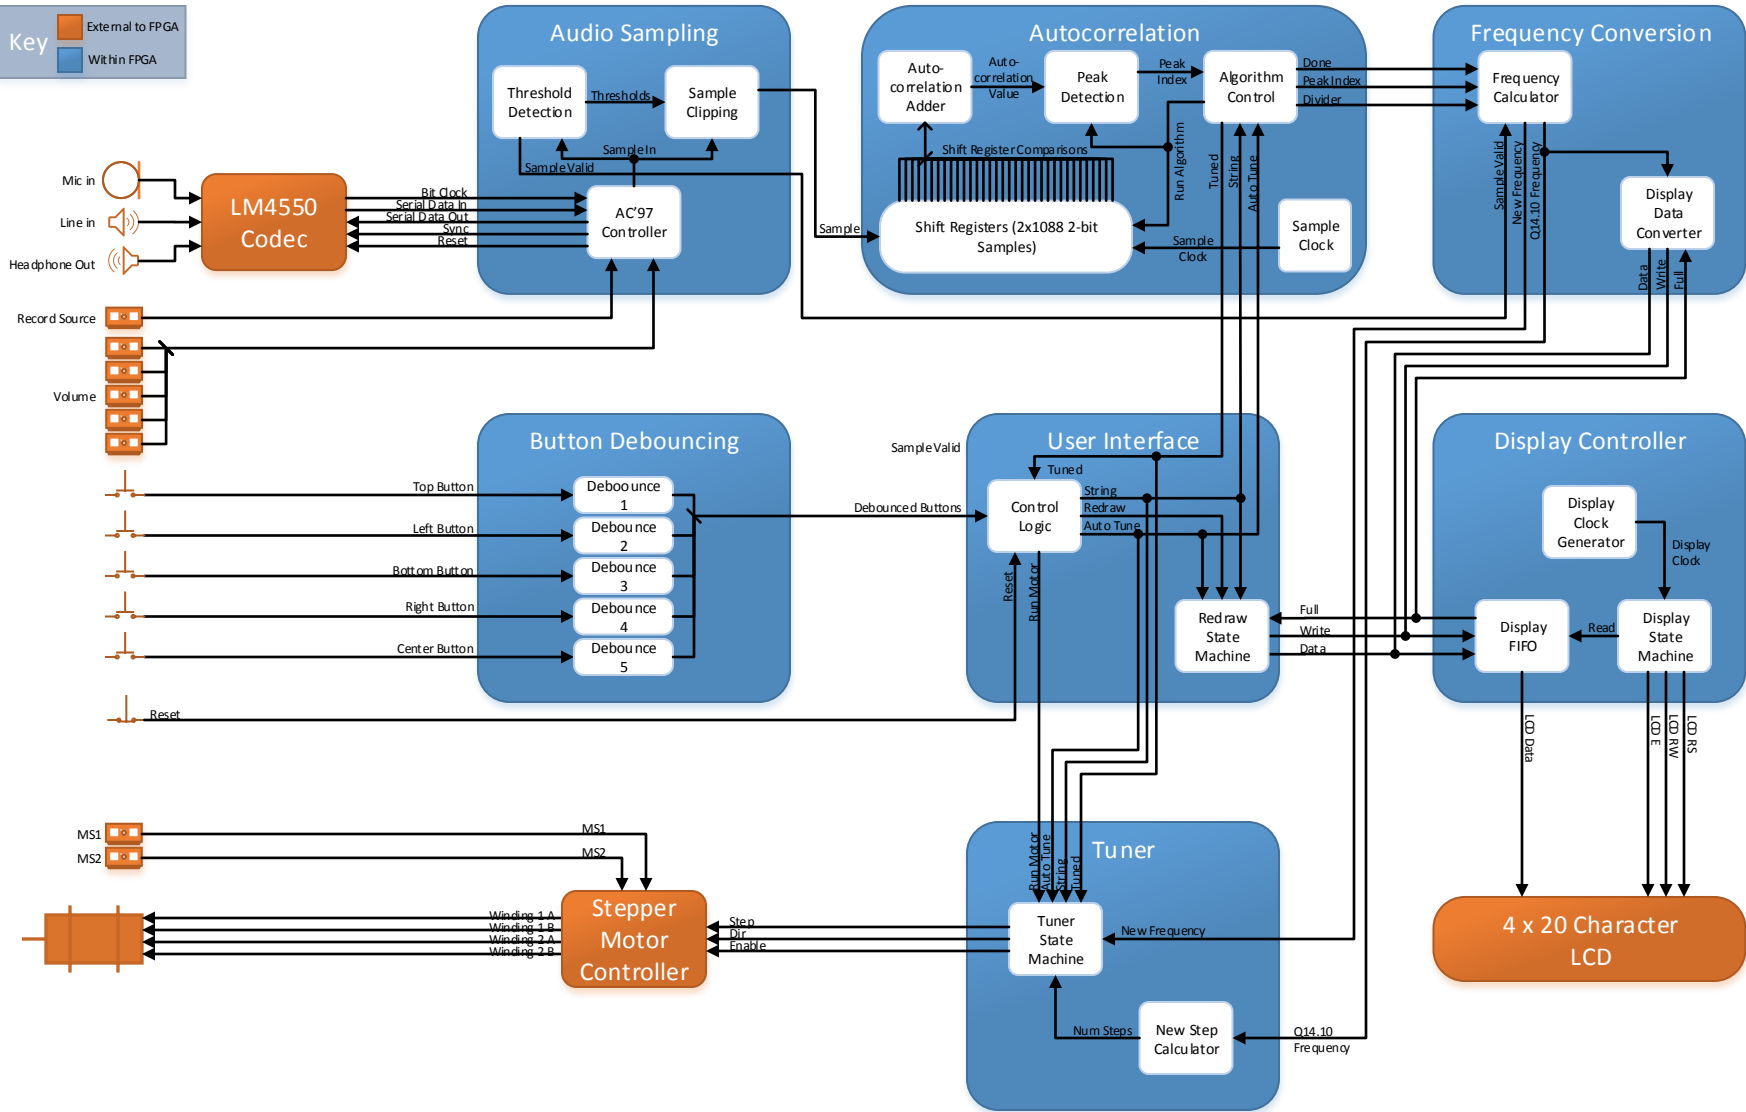 Key
External to FPGA
Within FPGA
Audio Sampling
Threshold
Detection
Thresholds
Sample
Clipping
Sample In
Sample Valid
AC'97
Controller
Mic in
Line in
Headphone Out
LM4550
Codec
Bit Clock
Serial Data In
Serial Data Out
Sync
Reset
Record Source
Volume
Autocorrelation
Auto-
correlation
Adder
Auto-
correlation
Value
Peak
Detection
Peak
Index
Algorithm
Control
Shift Register Comparisons
Run Algorithm
Tuned
String
Auto Tune
Sample
Shift Registers (2x1088 2-bit
Samples)
Sample
Clock
Sample
Clock
Frequency Conversion
Done
Peak Index
Divider
Frequency
Calculator
Sample Valid
New Frequency
Q14.10 Frequency
Display
Data
Converter
Data
Write
Full
Button Debouncing
Top Button
Left Button
Bottom Button
Right Button
Center Button
Reset
Deboounce
1
Debounce
2
Debounce
3
Debounce
4
Debounce
5
Sample Valid
Debounced Buttons
User Interface
Tuned
Control
Logic
String
Redraw
Auto Tune
Reset
Run Motor
Redraw
State
Machine
Full
Write
Data
Display Controller
Display
Clock
Generator
Display
Clock
Display
FIFO
Read
Display
State
Machine
LCD Data
LCD E
LCD RW
LCD RS
4 x 20 Character
LCD
MS1
MS2
MS1
MS2
Winding 1 A
Winding 1 B
Winding 2 A
Winding 2 B
Stepper
Motor
Controller
Step
Dir
Enable
Tuner
Run Motor
Auto Tune
String
Tuned
Tuner
State
Machine
New Frequency
Num Steps
New Step
Calculator
Q14.10
Frequency